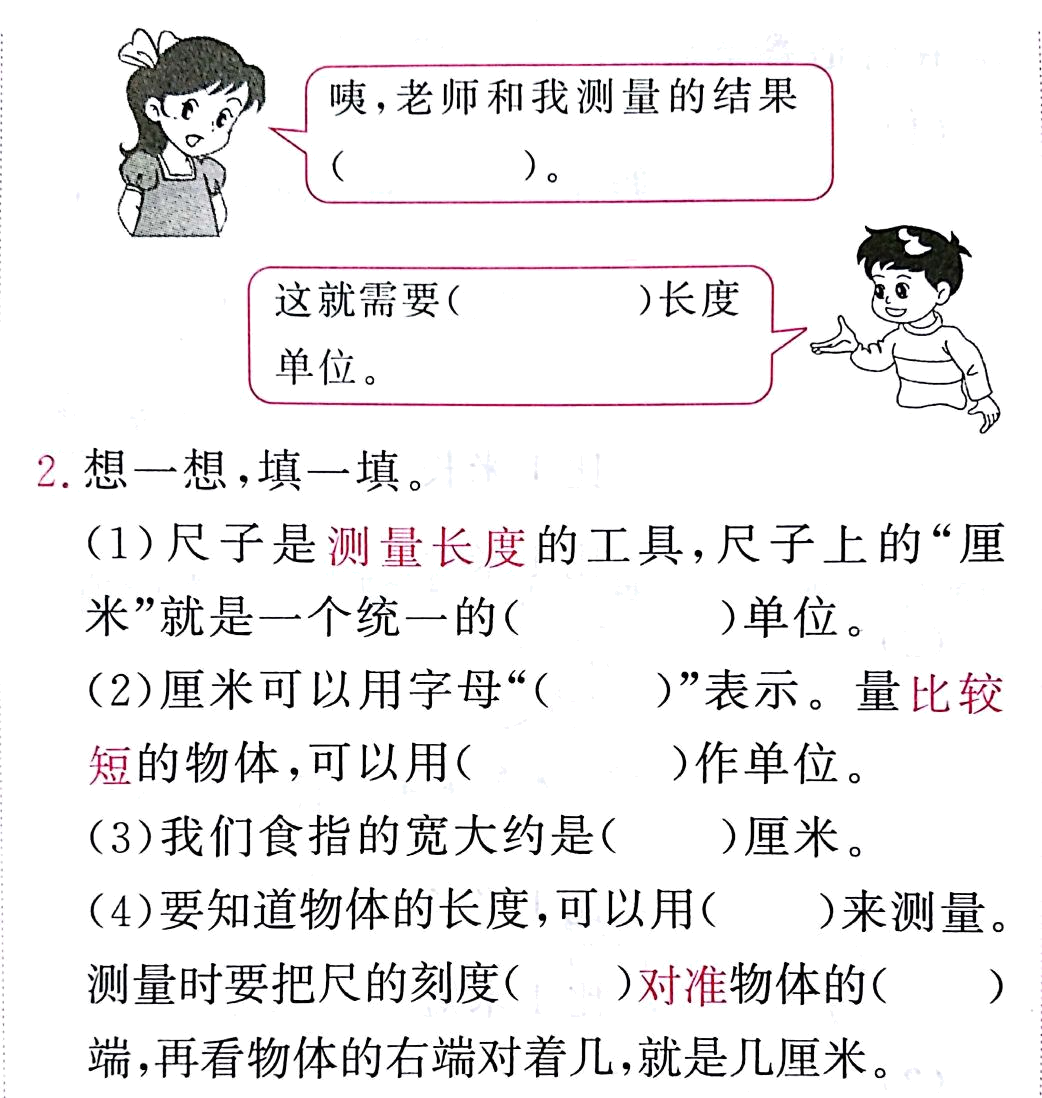 咦,老师和我测量的结果
(        )。
这就需要(        )长度
单位。
2. 想一想,填一填。
(1)尺子是测量长度的工具,尺子上的“厘
米”就是一个统一的(        )单位。
(2)厘米可以用字母“(    )”表示。量比较
短的物体,可以用(        )作单位。
(3)我们食指的宽大约是(    )厘米。
(4)要知道物体的长度,可以用(    )来测量。
测量时要把尺的刻度(    )对准物体的(    )
端,再看物体的右端对着几,就是几厘米。